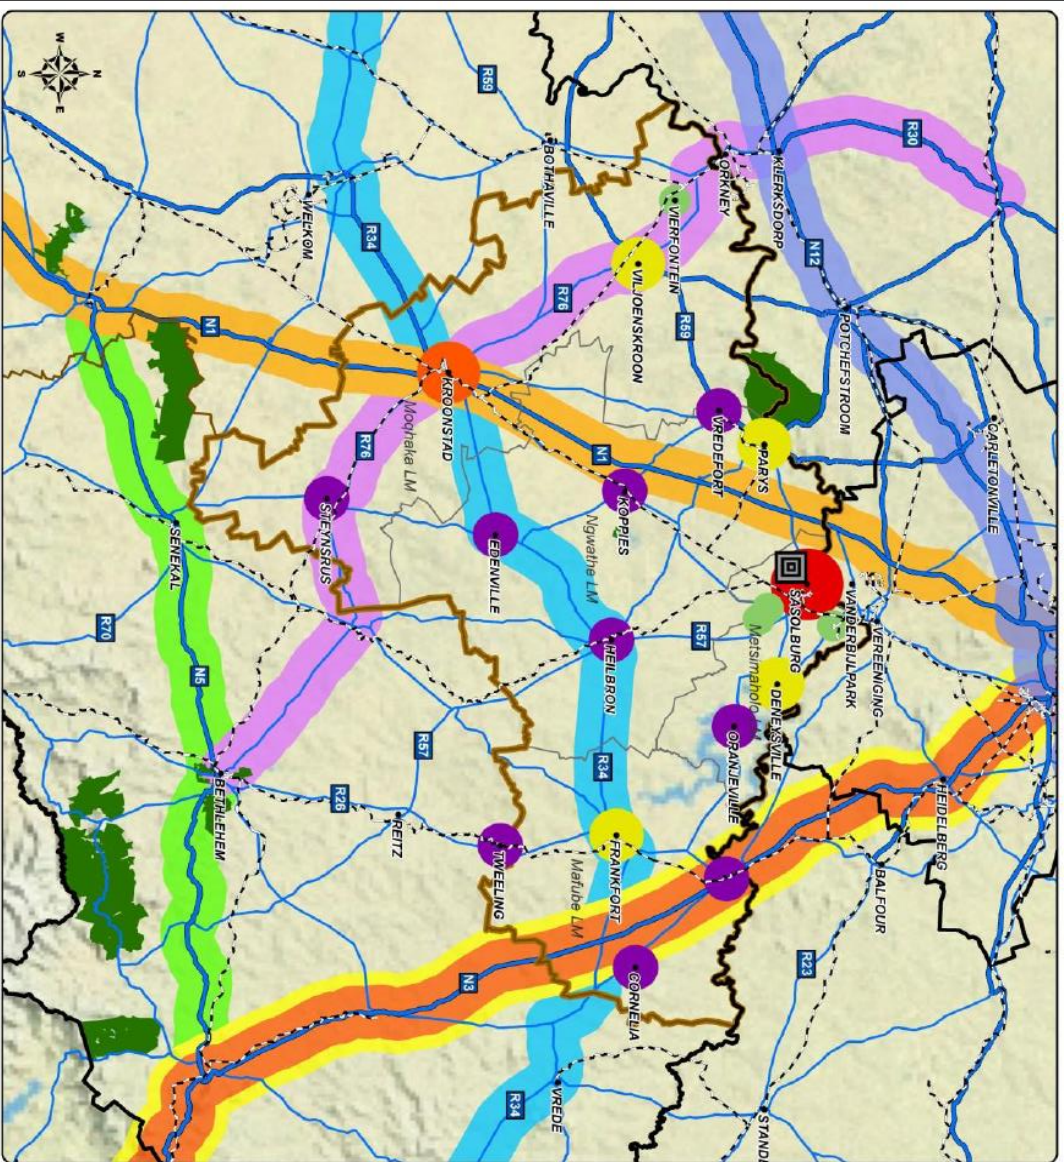 CARLETONVILLE
HEIDELBERG
R30
VEREENIGING
BALFOUR
VANDERBIJLPARK
POTCHEFSTROOM
N12
R23
SASOLBURG
KLERKSDORP
DENEYSVILLE
PARYS
STAND
Metsimaholo
ORANJEVILLE
ORKNEY
VREDEFORT
R57
R59
VIERFONTEIN
VILJOENSKROON
CORNELIA
KOPPIES
FRANKFORT
HEILBRON
N1
R34
Ngwathe LM
Mafube LM
R76
VREDE
BOTHAVILLE
R34
TWEELING
EDENVILLE
R59
N3
KROONSTAD
R57
Moqhaka LM
REITZ
R34
R76
R26
STEYNSRUS
WELKOM
BETHLEHEM
N1
N5
SENEKAL
R70
N
W
E
S